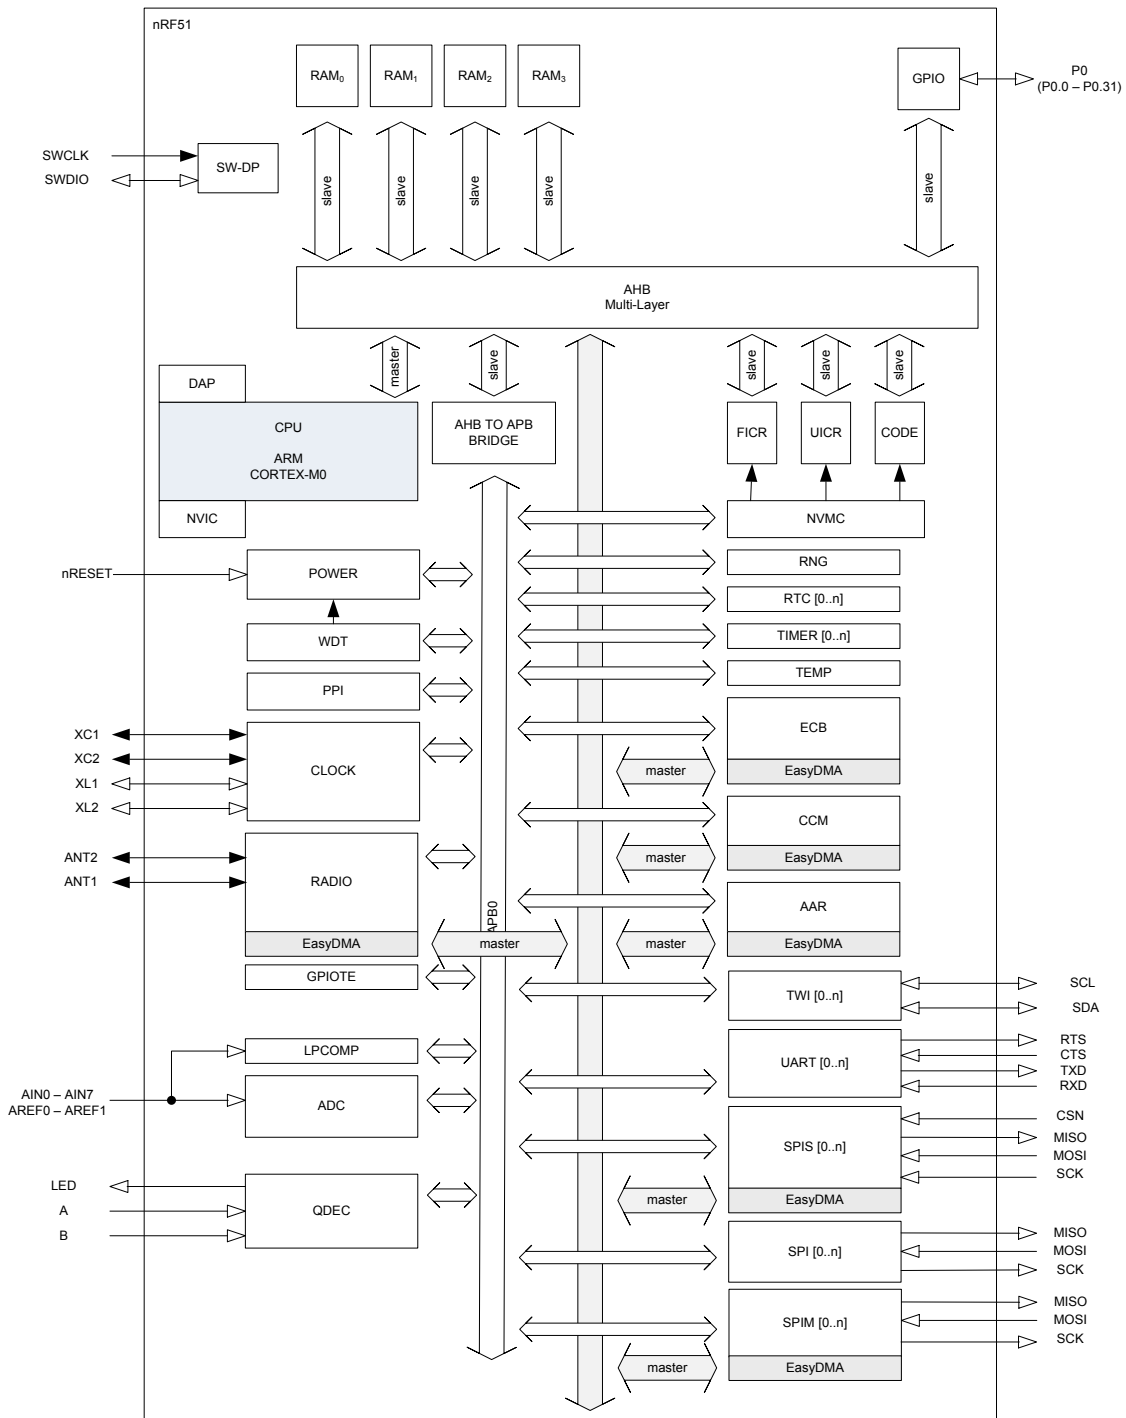 nRF51
RAM0
RAM1
RAM2
RAM3
GPIO
P0
(P0.0 – P0.31)
SWCLK
SWDIO
SW-DP
slave
slave
slave
slave
slave
AHB
Multi-Layer
master
slave
slave
slave
slave
DAP
CPU
ARM
CORTEX-M0
NVIC
AHB TO APB
BRIDGE
FICR
UICR
CODE
NVMC
nRESET
POWER
RNG
RTC [0..n]
WDT
TIMER [0..n]
PPI
TEMP
XC1
XC2
XL1
XL2
CLOCK
ECB
master
EasyDMA
CCM
master
EasyDMA
ANT2
ANT1
RADIO
EasyDMA
APB0
master
AAR
master
EasyDMA
GPIOTE
TWI [0..n]
SCL
SDA
LPCOMP
UART [0..n]
RTS
CTS
TXD
RXD
AIN0 – AIN7
AREF0 – AREF1
ADC
SPIS [0..n]
CSN
MISO
MOSI
SCK
master
EasyDMA
LED
A
B
QDEC
SPI [0..n]
MISO
MOSI
SCK
SPIM [0..n]
MISO
MOSI
SCK
master
EasyDMA